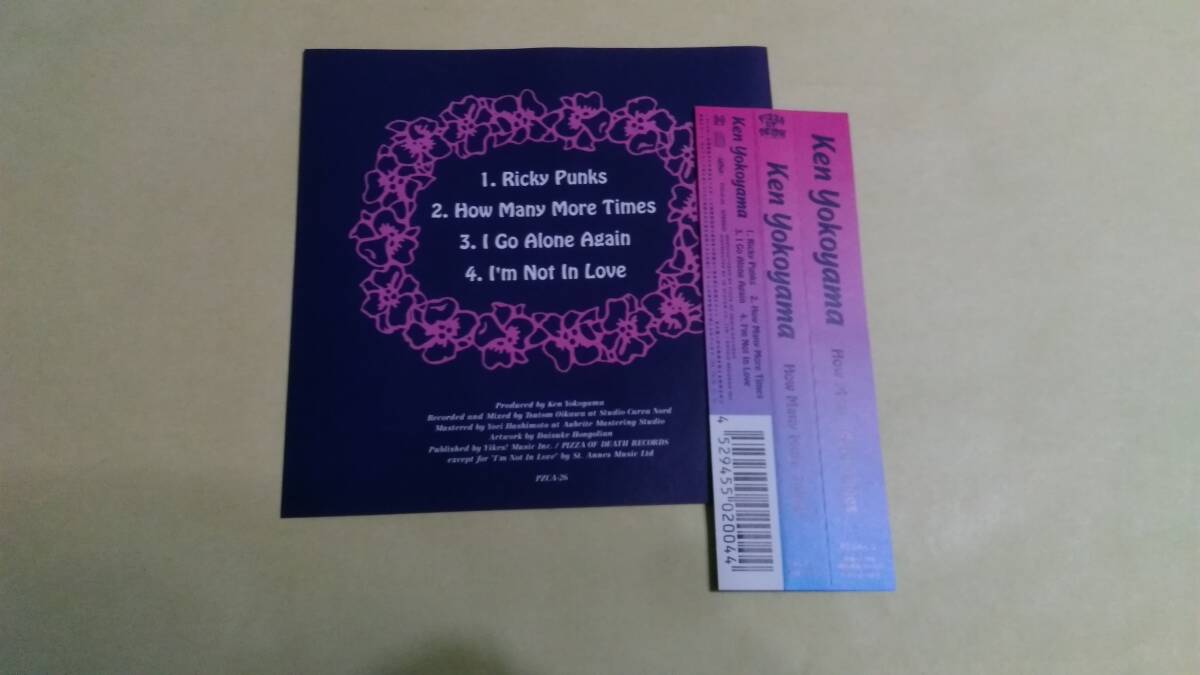 1. Ricky Punks
2. How Many More Times
3. I Go Alone Again
4. I'm Not In Love
Produced by Ken Yokoyama
Recorded and Mixed by Tsutom Oikawa at Studio Curva Nord
Mastered by Yori Hashimoto at Aubrite Mastering Studio
Artwork by Daisuke Hongolian
Published by Yikes! Music Inc. / PIZZA OF DEATH RECORDS
except for "I'm Not In Love" by St. Annes Music Ltd
PZCA-26
Ken Yokoyama How
Ken Yokoyama How Many More Times
Ken Yokoyama
1. Ricky Punks 2. How Many More Times
3. I Go Alone Again 4. I'm Not In Love
4 529455 020044